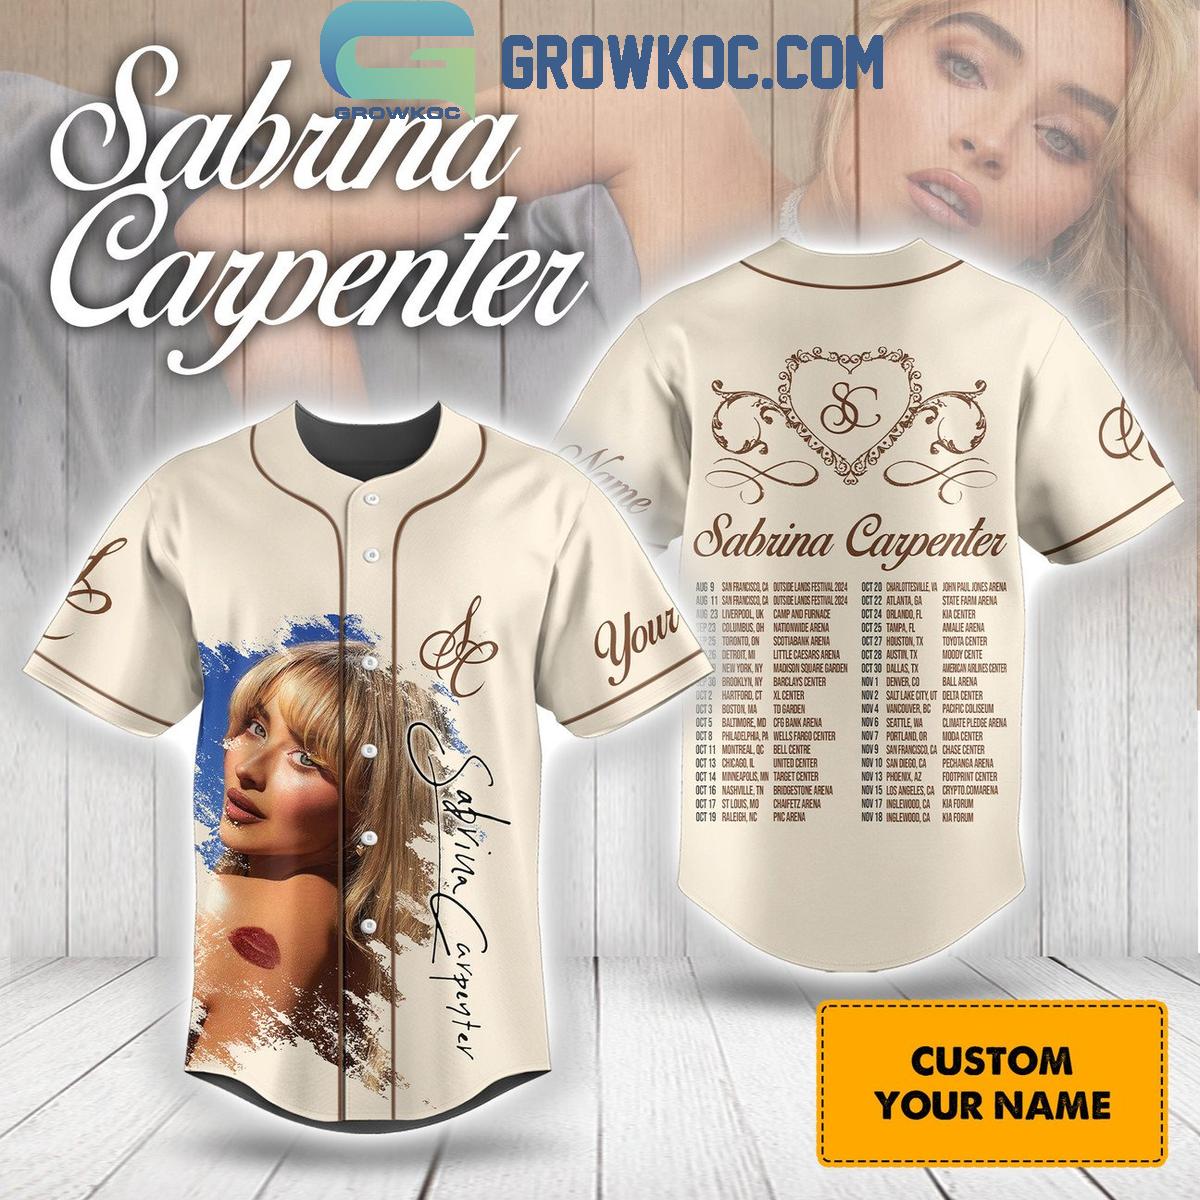 GROWKOC.COM
GROWKOC
Sabrina
Carpenter
SC
Name
Your
SC
Sabrina Carpenter
Sabrina Carpenter
AUG 9 SAN FRANCISCO, CA OUTSIDE LANDS FESTIVAL 2024
AUG 11 SAN FRANCISCO, CA OUTSIDE LANDS FESTIVAL 2024
AUG 23 LIVERPOOL, UK CAMP AND FURNACE
SEP 23 COLUMBUS, OH NATIONWIDE ARENA
25 TORONTO, ON SCOTIABANK ARENA
26 DETROIT, MI LITTLE CAESARS ARENA
NEW YORK, NY MADISON SQUARE GARDEN
SEP 30 BROOKLYN, NY BARCLAYS CENTER
OCT 2 HARTFORD, CT XL CENTER
OCT 3 BOSTON, MA TD GARDEN
OCT 5 BALTIMORE, MD CFG BANK ARENA
OCT 8 PHILADELPHIA, PA WELLS FARGO CENTER
OCT 11 MONTREAL, QC BELL CENTRE
OCT 13 CHICAGO, IL UNITED CENTER
OCT 14 MINNEAPOLIS, MN TARGET CENTER
OCT 16 NASHVILLE, TN BRIDGESTONE ARENA
OCT 17 ST LOUIS, MO CHAIFETZ ARENA
OCT 19 RALEIGH, NC PNC ARENA
OCT 20 CHARLOTTESVILLE, VA JOHN PAUL JONES ARENA
OCT 22 ATLANTA, GA STATE FARM ARENA
OCT 24 ORLANDO, FL KIA CENTER
OCT 25 TAMPA, FL AMALIE ARENA
OCT 27 HOUSTON, TX TOYOTA CENTER
OCT 28 AUSTIN, TX MOODY CENTE
OCT 30 DALLAS, TX AMERICAN AIRLINES CENTER
NOV 1 DENVER, CO BALL ARENA
NOV 2 SALT LAKE CITY, UT DELTA CENTER
NOV 4 VANCOUVER, BC PACIFIC COLISEUM
NOV 6 SEATTLE, WA CLIMATE PLEDGE ARENA
NOV 7 PORTLAND, OR MODA CENTER
NOV 9 SAN FRANCISCO, CA CHASE CENTER
NOV 10 SAN DIEGO, CA PECHANGA ARENA
NOV 13 PHOENIX, AZ FOOTPRINT CENTER
NOV 15 LOS ANGELES, CA CRYPTO.COM ARENA
NOV 17 INGLEWOOD, CA KIA FORUM
NOV 18 INGLEWOOD, CA KIA FORUM
CUSTOM
YOUR NAME